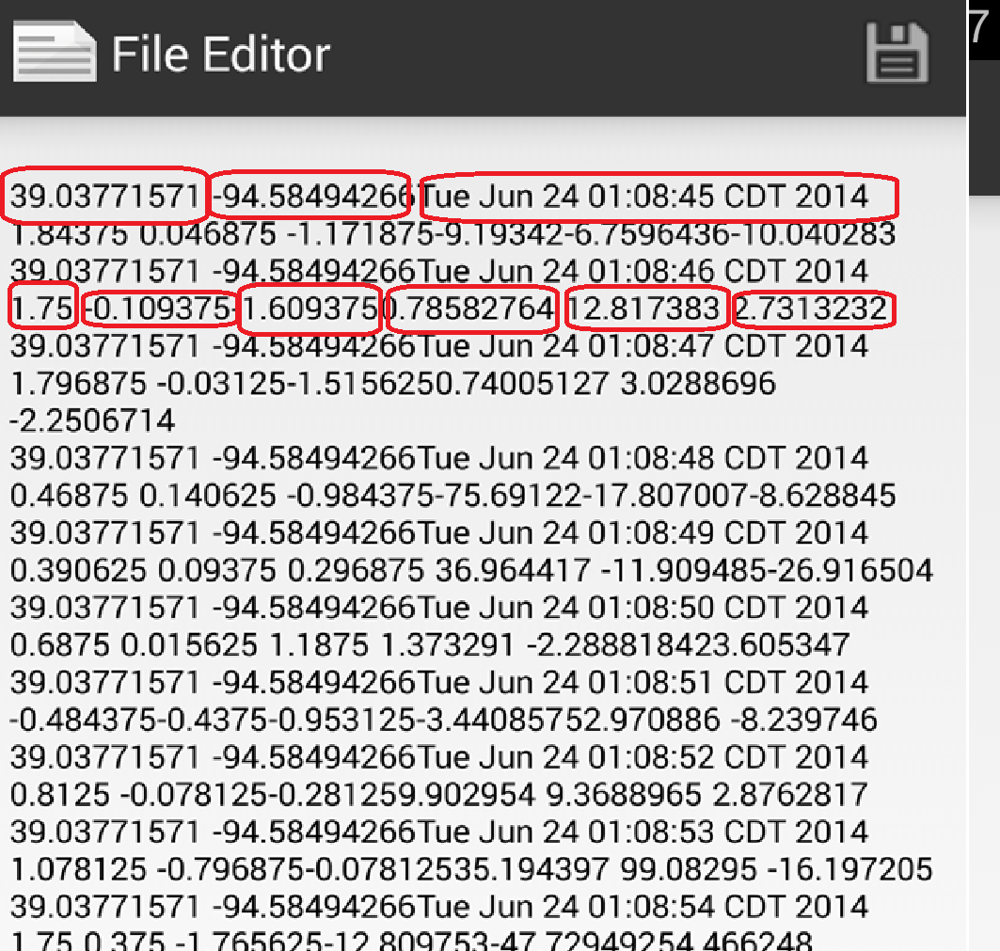 File Editor
7
39.03771571 -94.58494266Tue Jun 24 01:08:45 CDT 2014
1.84375 0.046875 -1.171875-9.19342-6.7596436-10.040283
39.03771571 -94.58494266Tue Jun 24 01:08:46 CDT 2014
1.75 -0.109375-1.6093750.78582764 12.817383 2.7313232
39.03771571 -94.58494266Tue Jun 24 01:08:47 CDT 2014
1.796875 -0.03125-1.5156250.74005127 3.0288696
-2.2506714
39.03771571 -94.58494266Tue Jun 24 01:08:48 CDT 2014
0.46875 0.140625 -0.984375-75.69122-17.807007-8.628845
39.03771571 -94.58494266Tue Jun 24 01:08:49 CDT 2014
0.390625 0.09375 0.296875 36.964417 -11.909485-26.916504
39.03771571 -94.58494266Tue Jun 24 01:08:50 CDT 2014
0.6875 0.015625 1.1875 1.373291 -2.288818423.605347
39.03771571 -94.58494266Tue Jun 24 01:08:51 CDT 2014
-0.484375-0.4375-0.953125-3.44085752.970886 -8.239746
39.03771571 -94.58494266Tue Jun 24 01:08:52 CDT 2014
0.8125 -0.078125-0.281259.902954 9.3688965 2.8762817
39.03771571 -94.58494266Tue Jun 24 01:08:53 CDT 2014
1.078125 -0.796875-0.07812535.194397 99.08295 -16.197205
39.03771571 -94.58494266Tue Jun 24 01:08:54 CDT 2014
1.75 0.375 -1.765625-12.809753-47.72949254.466248